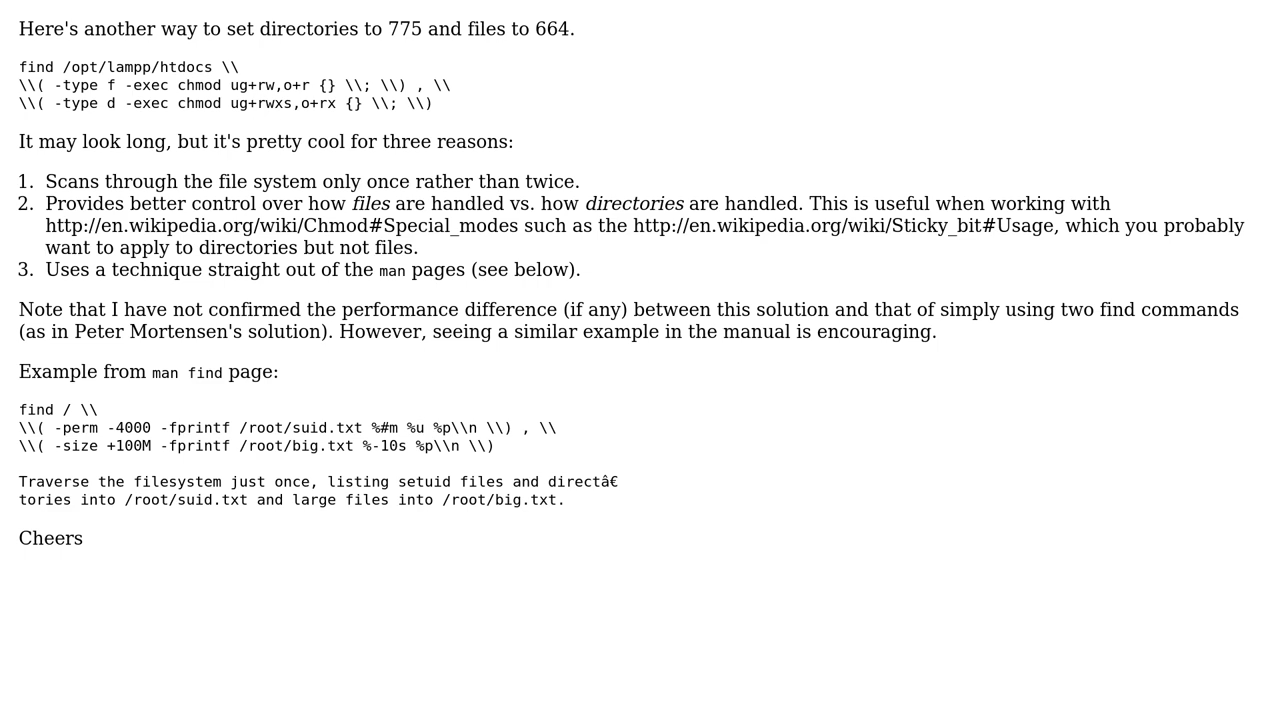 Here's another way to set directories to 775 and files to 664.
find /opt/lampp/htdocs \\
\\( -type f -exec chmod ug+rw,o+r {} \\; \\) , \\
\\( -type d -exec chmod ug+rwxs,o+rx {} \\; \\)
It may look long, but it's pretty cool for three reasons:
1. Scans through the file system only once rather than twice.
2. Provides better control over how files are handled vs. how directories are handled. This is useful when working with
http://en.wikipedia.org/wiki/Chmod#Special_modes such as the http://en.wikipedia.org/wiki/Sticky_bit#Usage, which you probably
want to apply to directories but not files.
3. Uses a technique straight out of the man pages (see below).
Note that I have not confirmed the performance difference (if any) between this solution and that of simply using two find commands
(as in Peter Mortensen's solution). However, seeing a similar example in the manual is encouraging.
Example from man find page:
find / \\
\\( -perm -4000 -fprintf /root/suid.txt %#m %u %p\\n \\) , \\
\\( -size +100M -fprintf /root/big.txt %-10s %p\\n \\)
Traverse the filesystem just once, listing setuid files and directâ€
tories into /root/suid.txt and large files into /root/big.txt.
Cheers